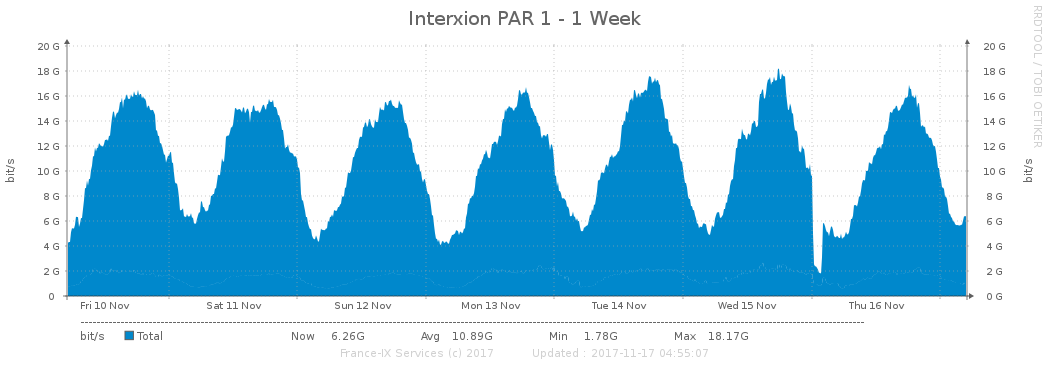 Interxion PAR 1 - 1 Week
RRDTOOL / TOBI OETIKER
20 G 20 G
18 G 18 G
16 G 16 G
14 G 14 G
12 G 12 G
10 G 10 G
8 G 8 G
6 G 6 G
4 G 4 G
2 G 2 G
0 0 G
bit/s
bit/s
Fri 10 Nov Sat 11 Nov Sun 12 Nov Mon 13 Nov Tue 14 Nov Wed 15 Nov Thu 16 Nov
bit/s Total Now 6.26G Avg 10.89G Min 1.78G Max 18.17G
France-IX Services (c) 2017 Updated : 2017-11-17 04:55:07